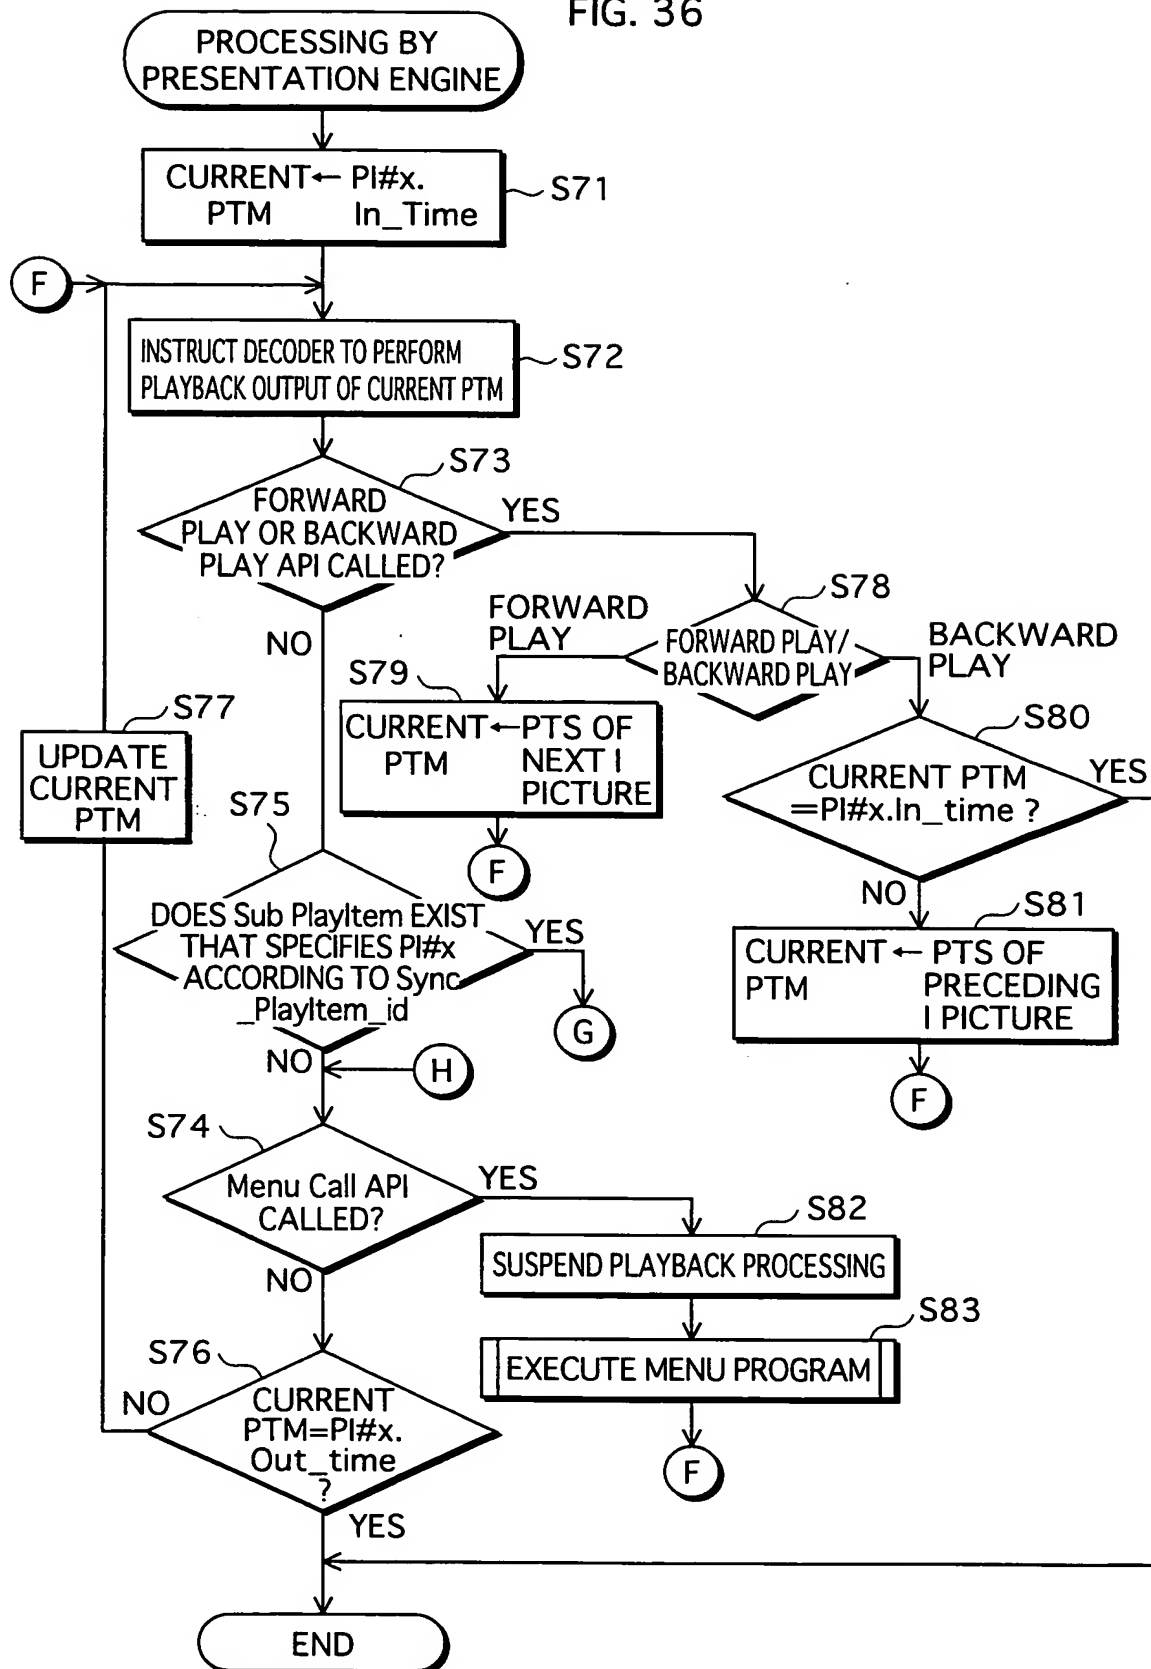 FIG. 36
PROCESSING BY
PRESENTATION ENGINE
CURRENT ← PI#x.
PTM In_Time
S71
F
INSTRUCT DECODER TO PERFORM
PLAYBACK OUTPUT OF CURRENT PTM
S72
S73
FORWARD
PLAY OR BACKWARD
PLAY API CALLED?
YES
NO
S78
FORWARD
PLAY
FORWARD PLAY/
BACKWARD PLAY
BACKWARD
PLAY
S79
CURRENT ← PTS OF
PTM NEXT I
PICTURE
F
S80
CURRENT PTM
=PI#x.In_time ?
YES
NO
S81
CURRENT ← PTS OF
PTM PRECEDING
I PICTURE
F
S77
UPDATE
CURRENT
PTM
S75
DOES Sub PlayItem EXIST
THAT SPECIFIES PI#x
ACCORDING TO Sync
_PlayItem_id
YES
G
NO
H
S74
Menu Call API
CALLED?
YES
NO
S82
SUSPEND PLAYBACK PROCESSING
S83
EXECUTE MENU PROGRAM
F
S76
NO
CURRENT
PTM=PI#x.
Out_time
?
YES
END